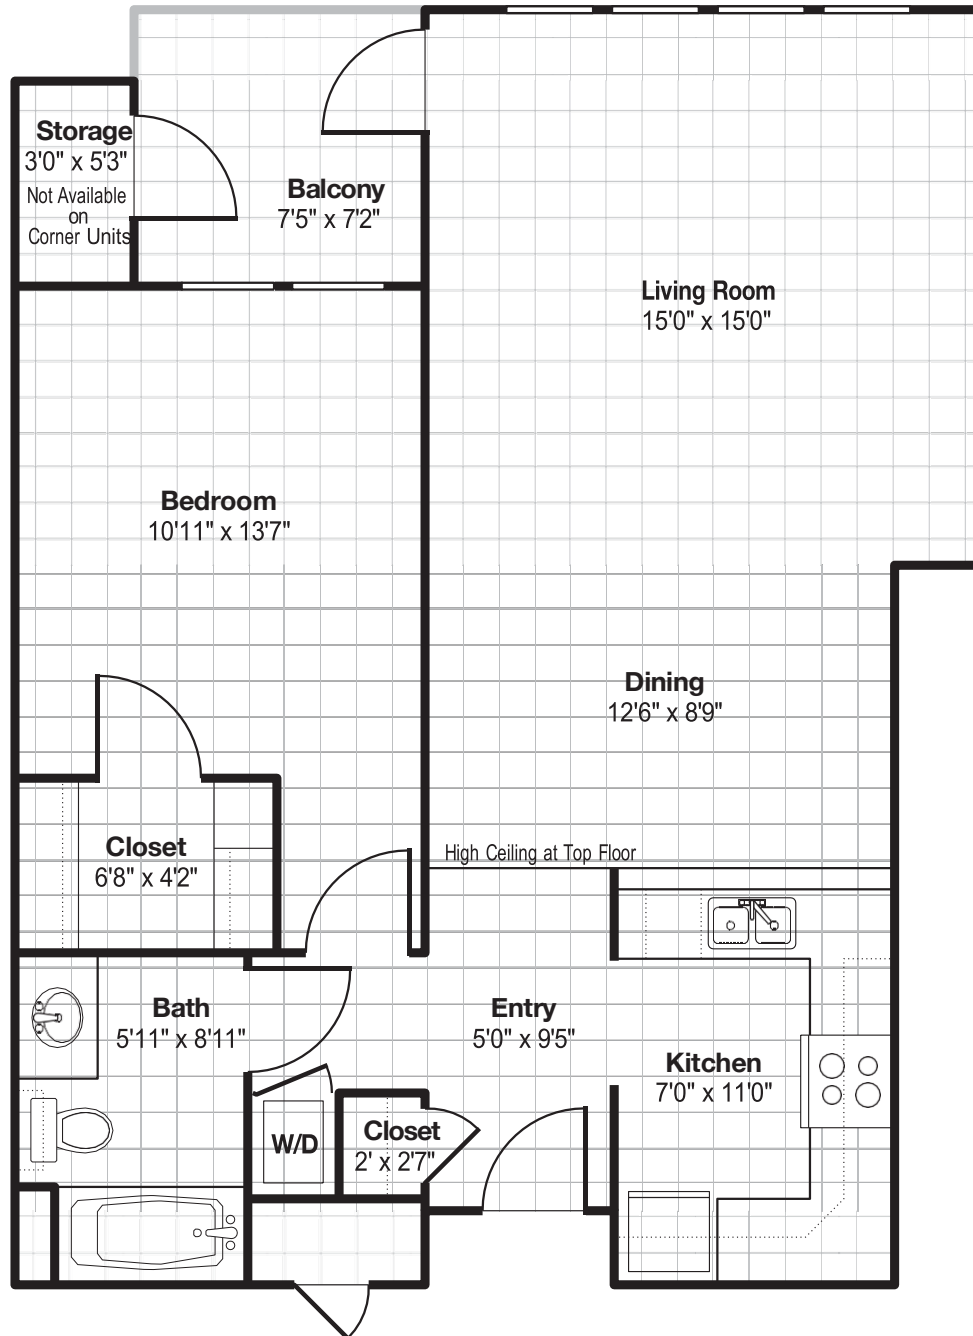 Storage
3'0" x 5'3"
Not Available
on
Corner Units
Balcony
7'5" x 7'2"
Living Room
15'0" x 15'0"
Bedroom
10'11" x 13'7"
Dining
12'6" x 8'9"
Closet
6'8" x 4'2"
High Ceiling at Top Floor
Bath
5'11" x 8'11"
Entry
5'0" x 9'5"
Kitchen
7'0" x 11'0"
W/D
Closet
2' x 2'7"